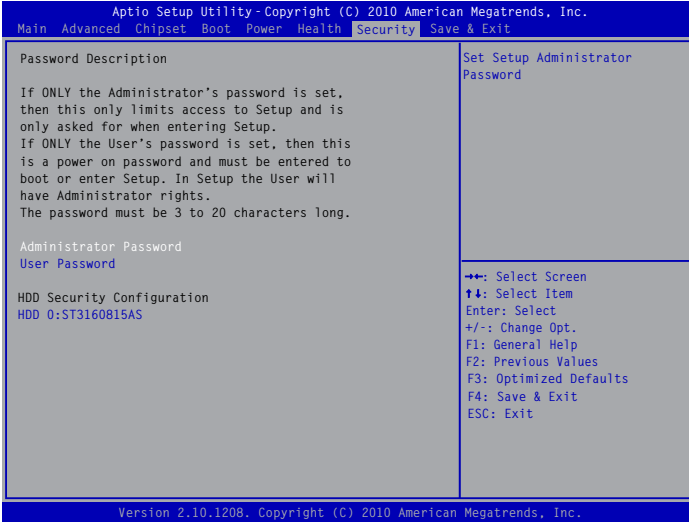 Aptio Setup Utility - Copyright (C) 2010 American Megatrends, Inc.
Main Advanced Chipset Boot Power Health Security Save & Exit
Password Description
If ONLY the Administrator's password is set,
then this only limits access to Setup and is
only asked for when entering Setup.
If ONLY the User's password is set, then this
is a power on password and must be entered to
boot or enter Setup. In Setup the User will
have Administrator rights.
The password must be 3 to 20 characters long.
Administrator Password
User Password
HDD Security Configuration
HDD 0:ST3160815AS
Set Setup Administrator
Password
→←: Select Screen
↑↓: Select Item
Enter: Select
+/-: Change Opt.
F1: General Help
F2: Previous Values
F3: Optimized Defaults
F4: Save & Exit
ESC: Exit
Version 2.10.1208. Copyright (C) 2010 American Megatrends, Inc.